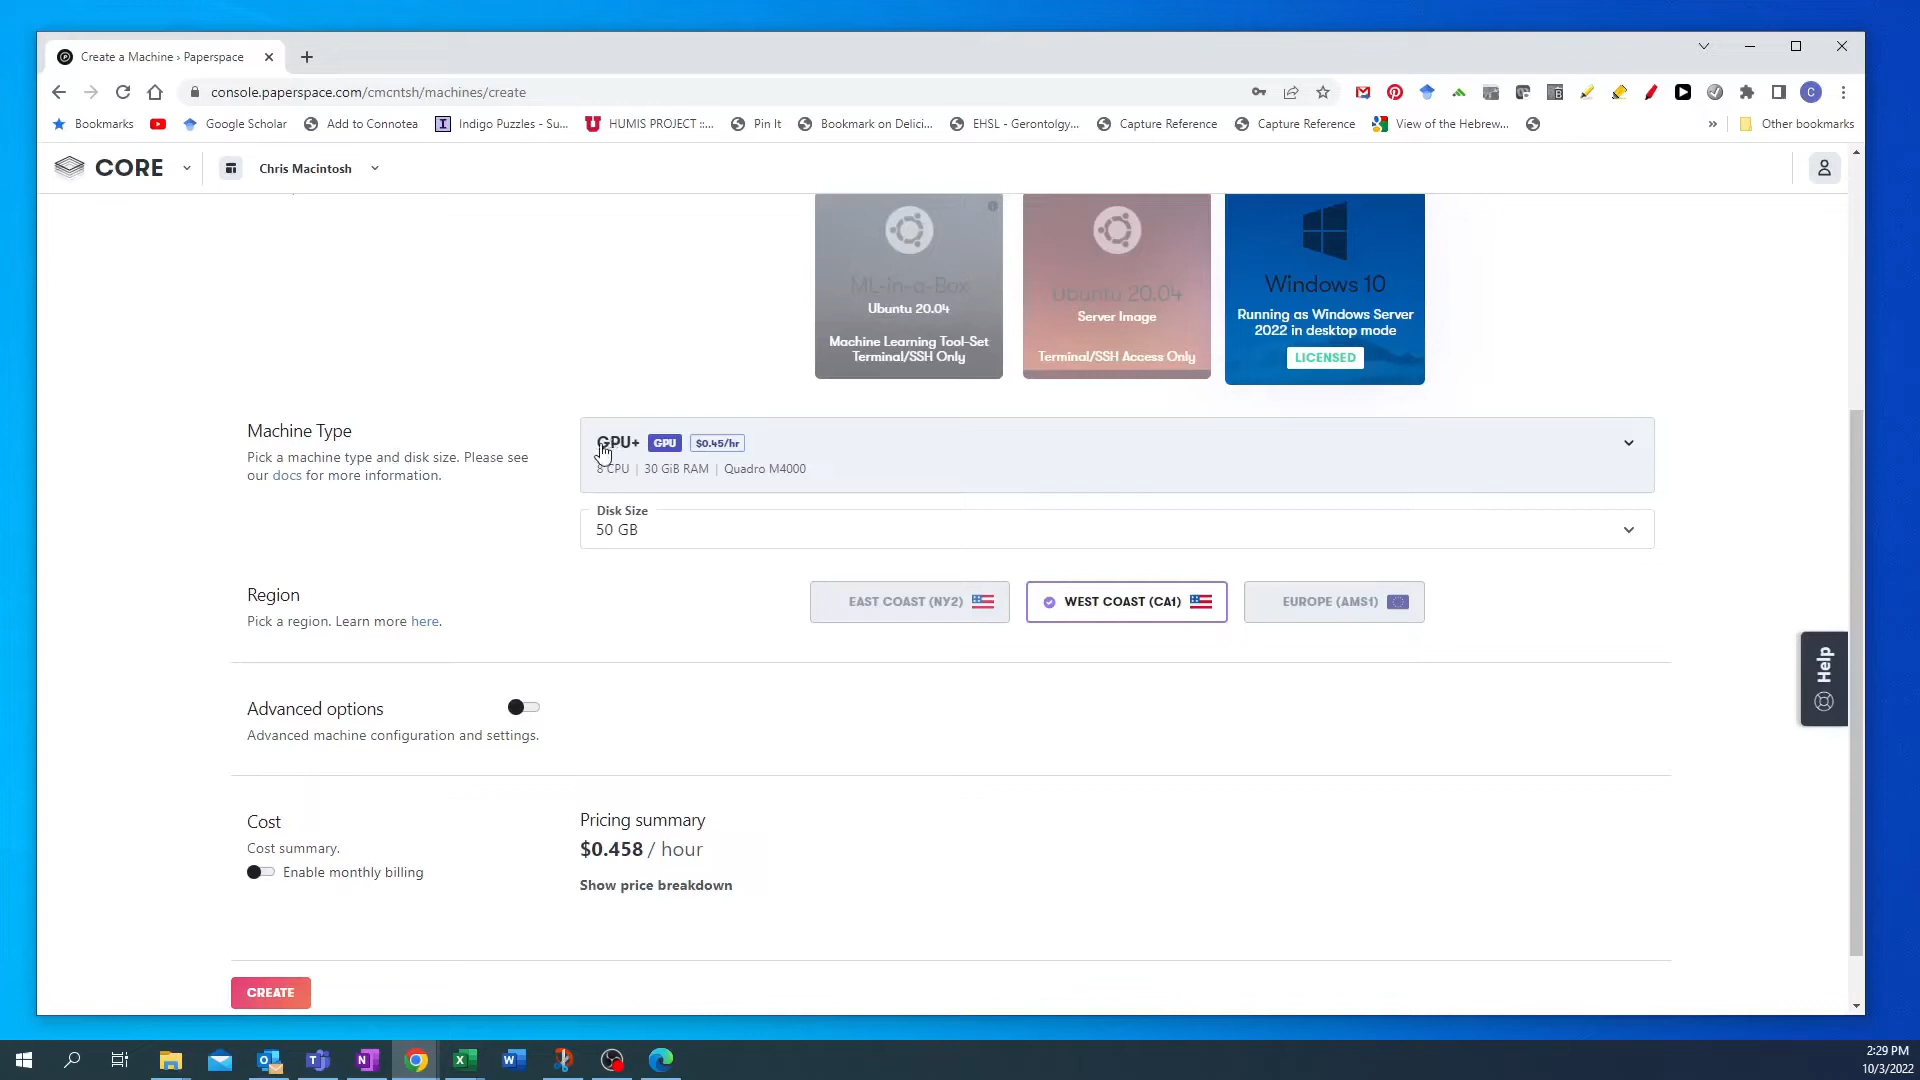 Create a Machine › Paperspace
console.paperspace.com/cmcntsh/machines/create
Bookmarks
Google Scholar
Add to Connotea
Indigo Puzzles - Su...
HUMIS PROJECT ::...
Pin It
Bookmark on Delici...
EHSL - Gerontolgy...
Capture Reference
Capture Reference
View of the Hebrew...
»
Other bookmarks
CORE
Chris Macintosh
ML-in-a-Box
Ubuntu 20.04
Machine Learning Tool-Set
Terminal/SSH Only
Ubuntu 20.04
Server Image
Terminal/SSH Access Only
Windows 10
Running as Windows Server
2022 in desktop mode
LICENSED
Machine Type
Pick a machine type and disk size. Please see
our docs for more information.
GPU+ GPU $0.45/hr
8 CPU | 30 GiB RAM | Quadro M4000
Disk Size
50 GB
Region
Pick a region. Learn more here.
EAST COAST (NY2)
WEST COAST (CA1)
EUROPE (AMS1)
Help
Advanced options
Advanced machine configuration and settings.
Cost
Cost summary.
Enable monthly billing
Pricing summary
$0.458 / hour
Show price breakdown
CREATE
2:29 PM
10/3/2022